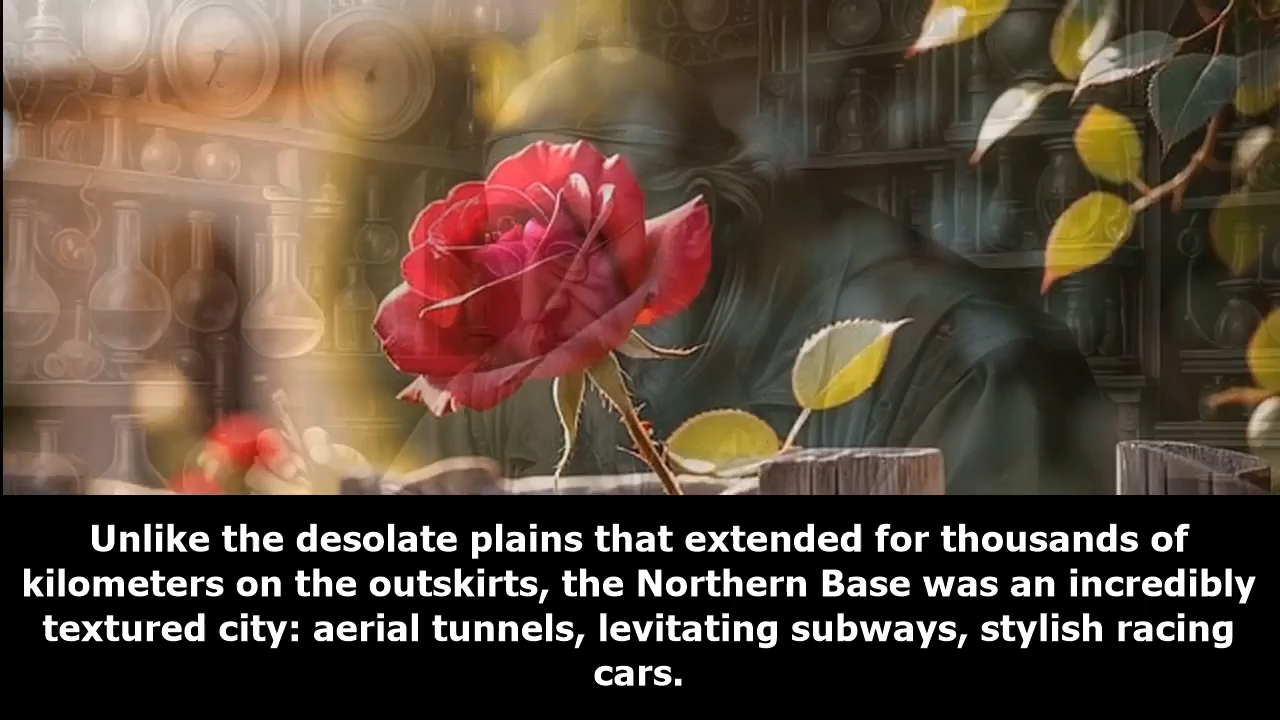 Unlike the desolate plains that extended for thousands of
kilometers on the outskirts, the Northern Base was an incredibly
textured city: aerial tunnels, levitating subways, stylish racing
cars.